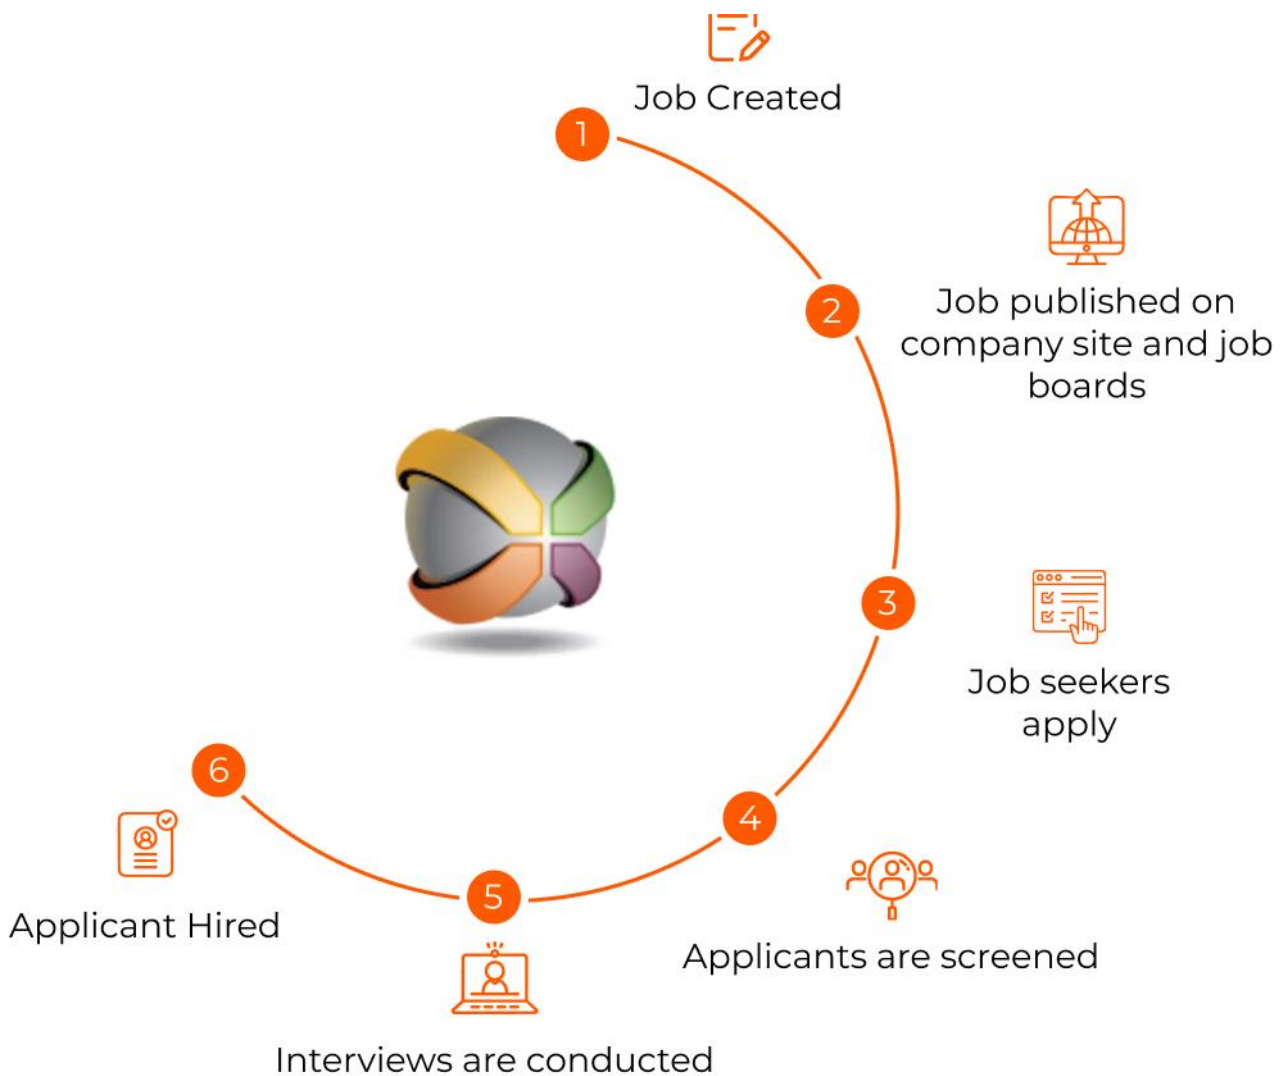 1
Job Created
2
Job published on
company site and job
boards
3
Job seekers
apply
4
Applicants are screened
5
Interviews are conducted
6
Applicant Hired